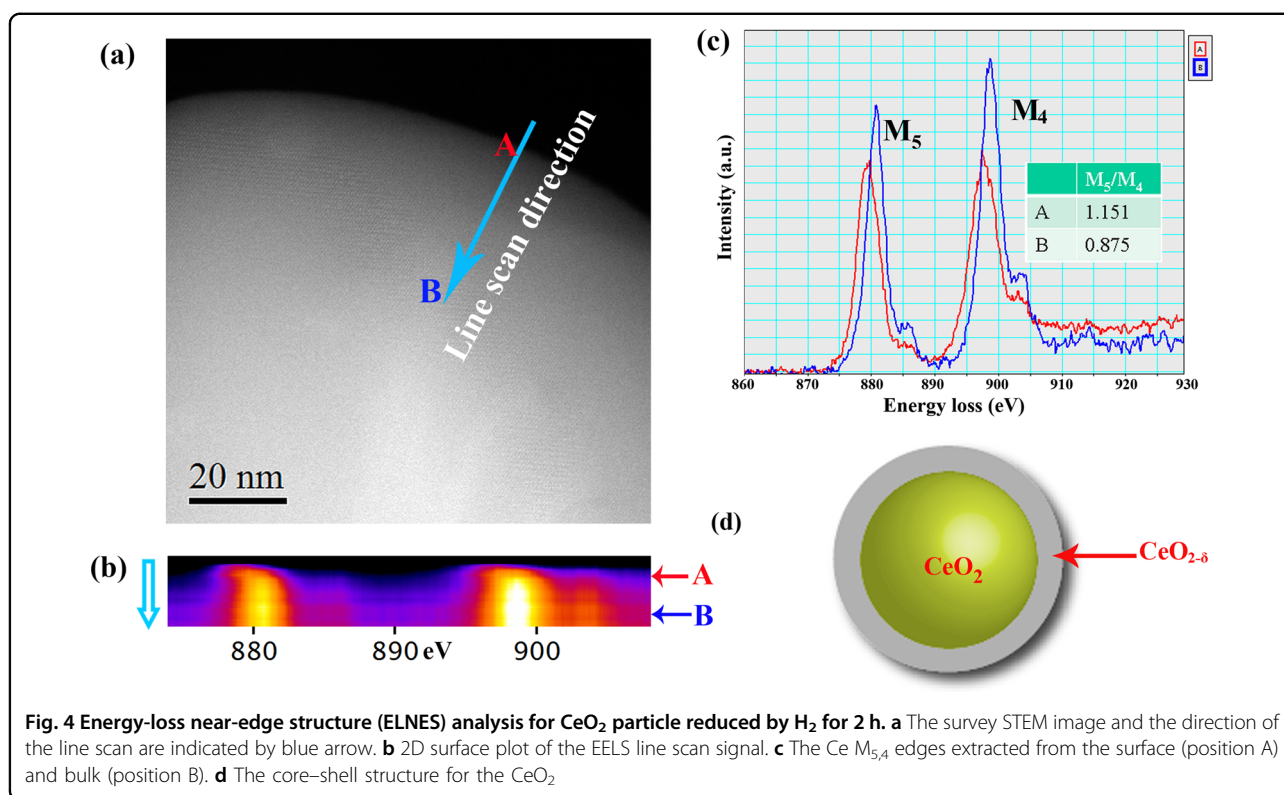 (a)
A
B
Line scan direction
20 nm
(b)
A
B
880
890 eV
900
(c)
A
B
M5
M4
M5/M4
A 1.151
B 0.875
Intensity (a.u.)
860 870 880 890 900 910 920 930
Energy loss (eV)
(d)
CeO2
CeO2-δ
Fig. 4 Energy-loss near-edge structure (ELNES) analysis for CeO2 particle reduced by H2 for 2 h. a The survey STEM image and the direction of
the line scan are indicated by blue arrow. b 2D surface plot of the EELS line scan signal. c The Ce M5,4 edges extracted from the surface (position A)
and bulk (position B). d The core–shell structure for the CeO2